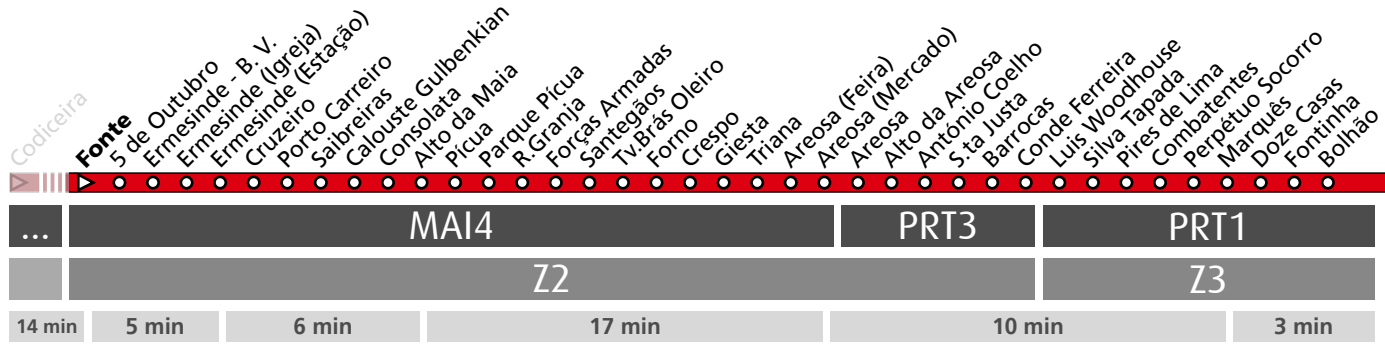 Codiceira
Fonte
5 de Outubro
Ermesinde - B. V.
Ermesinde (Igreja)
Ermesinde (Estação)
Cruzeiro
Porto Carreiro
Saibreiras
Calouste Gulbenkian
Consolata
Alto da Maia
Pícua
Parque Pícua
R.Granja
Forças Armadas
Santegãos
Tv.Brás Oleiro
Forno
Crespo
Giesta
Triana
Areosa (Feira)
Areosa (Mercado)
Areosa
Alto da Areosa
António Coelho
S.ta Justa
Barrocas
Conde Ferreira
Luis Woodhouse
Silva Tapada
Pires de Lima
Combatentes
Perpétuo Socorro
Marquês
Doze Casas
Fontinha
Bolhão
... MAI4 PRT3 PRT1
Z2 Z3
14 min 5 min 6 min 17 min 10 min 3 min